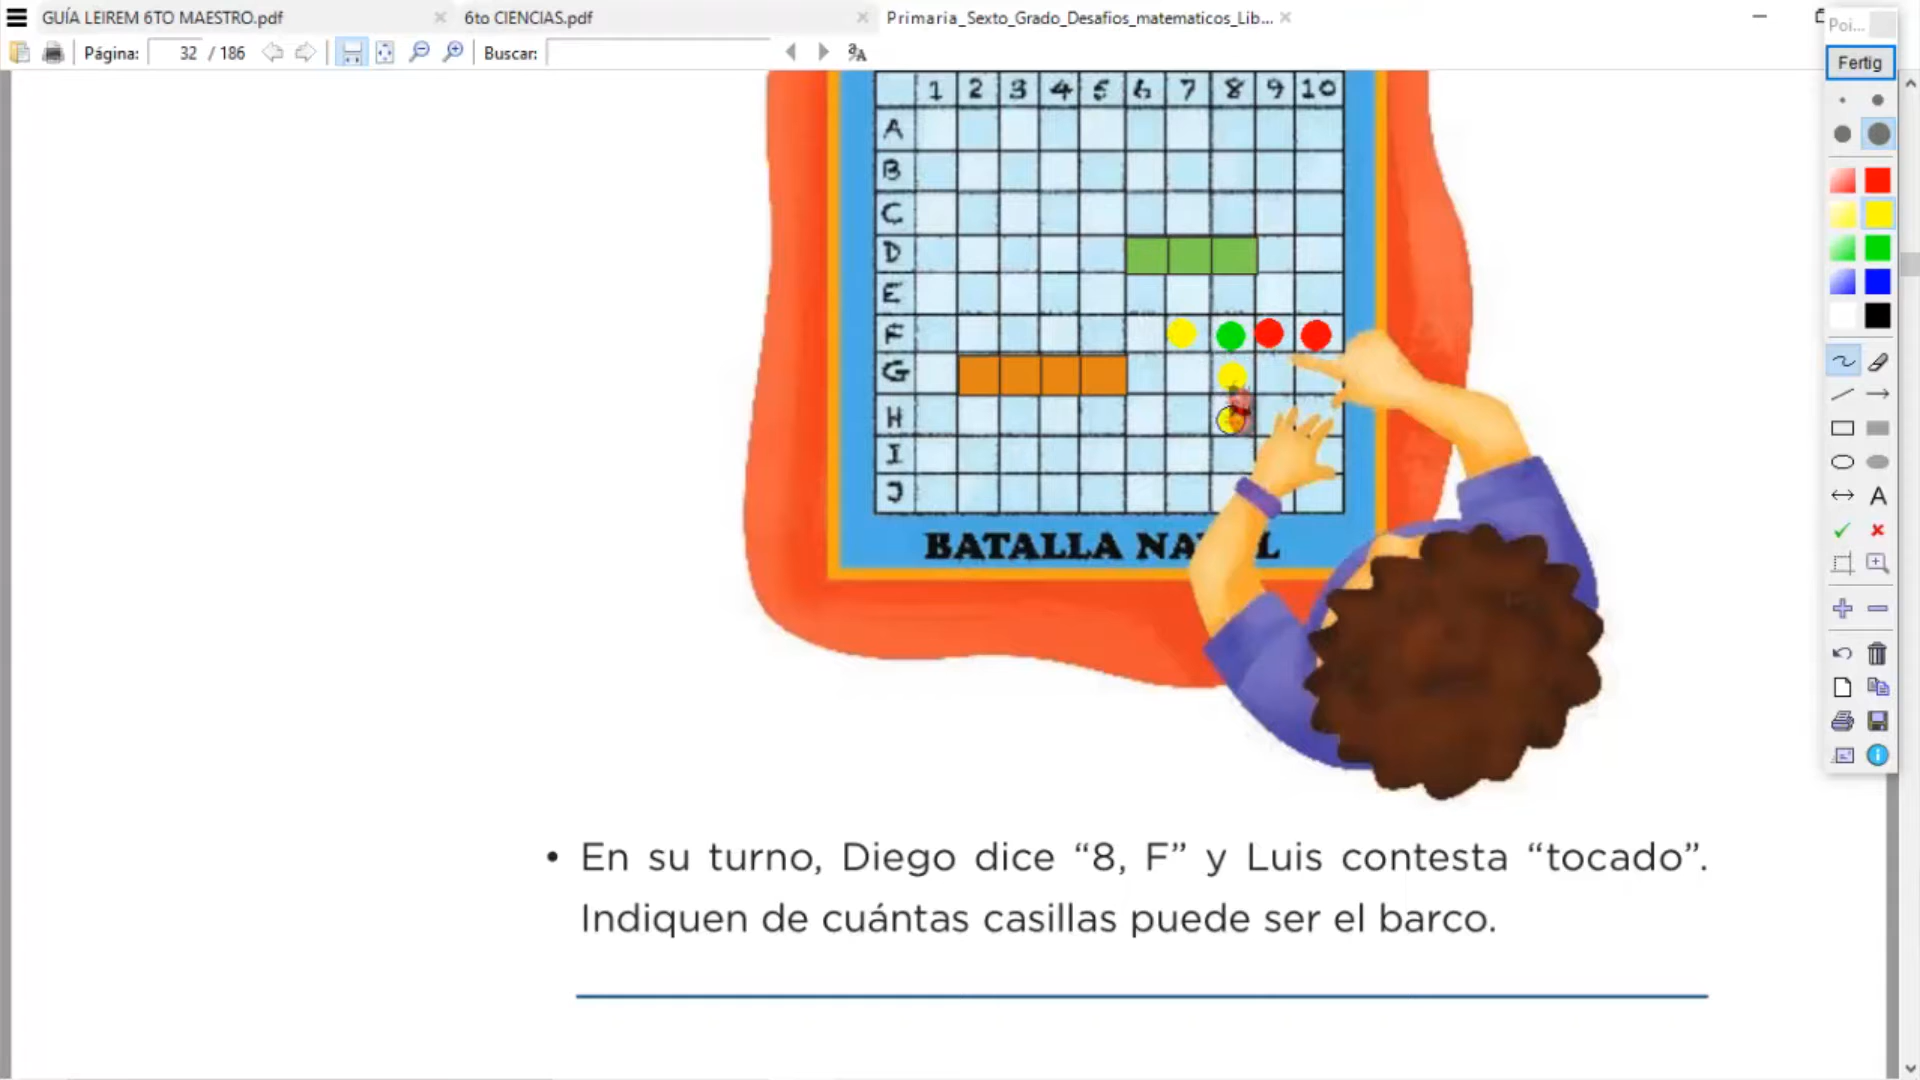 GUÍA LEIREM 6TO MAESTRO.pdf 6to CIENCIAS.pdf Primaria_Sexto_Grado_Desafios_matematicos_Lib... Poi...
Página: 32 / 186 Buscar: Fertig
1 2 3 4 5 6 7 8 9 10
A
B
C
D
E
F
G
H
I
J
A
BATALLA NA L
• En su turno, Diego dice “8, F” y Luis contesta “tocado”.
Indiquen de cuántas casillas puede ser el barco.